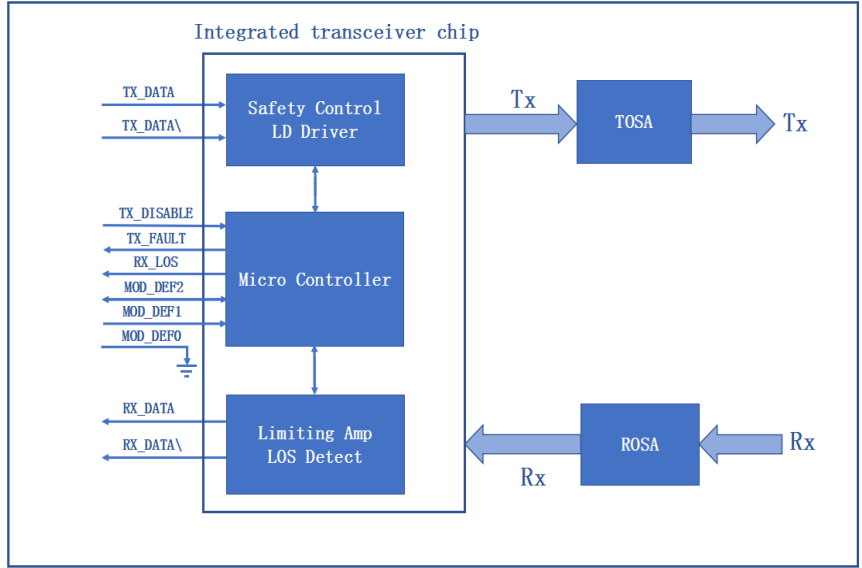 Integrated transceiver chip
TX_DATA
TX_DATA\
Safety Control
LD Driver
Tx
TOSA
Tx
TX_DISABLE
TX_FAULT
RX_LOS
MOD_DEF2
MOD_DEF1
MOD_DEF0
Micro Controller
RX_DATA
RX_DATA\
Limiting Amp
LOS Detect
Rx
ROSA
Rx